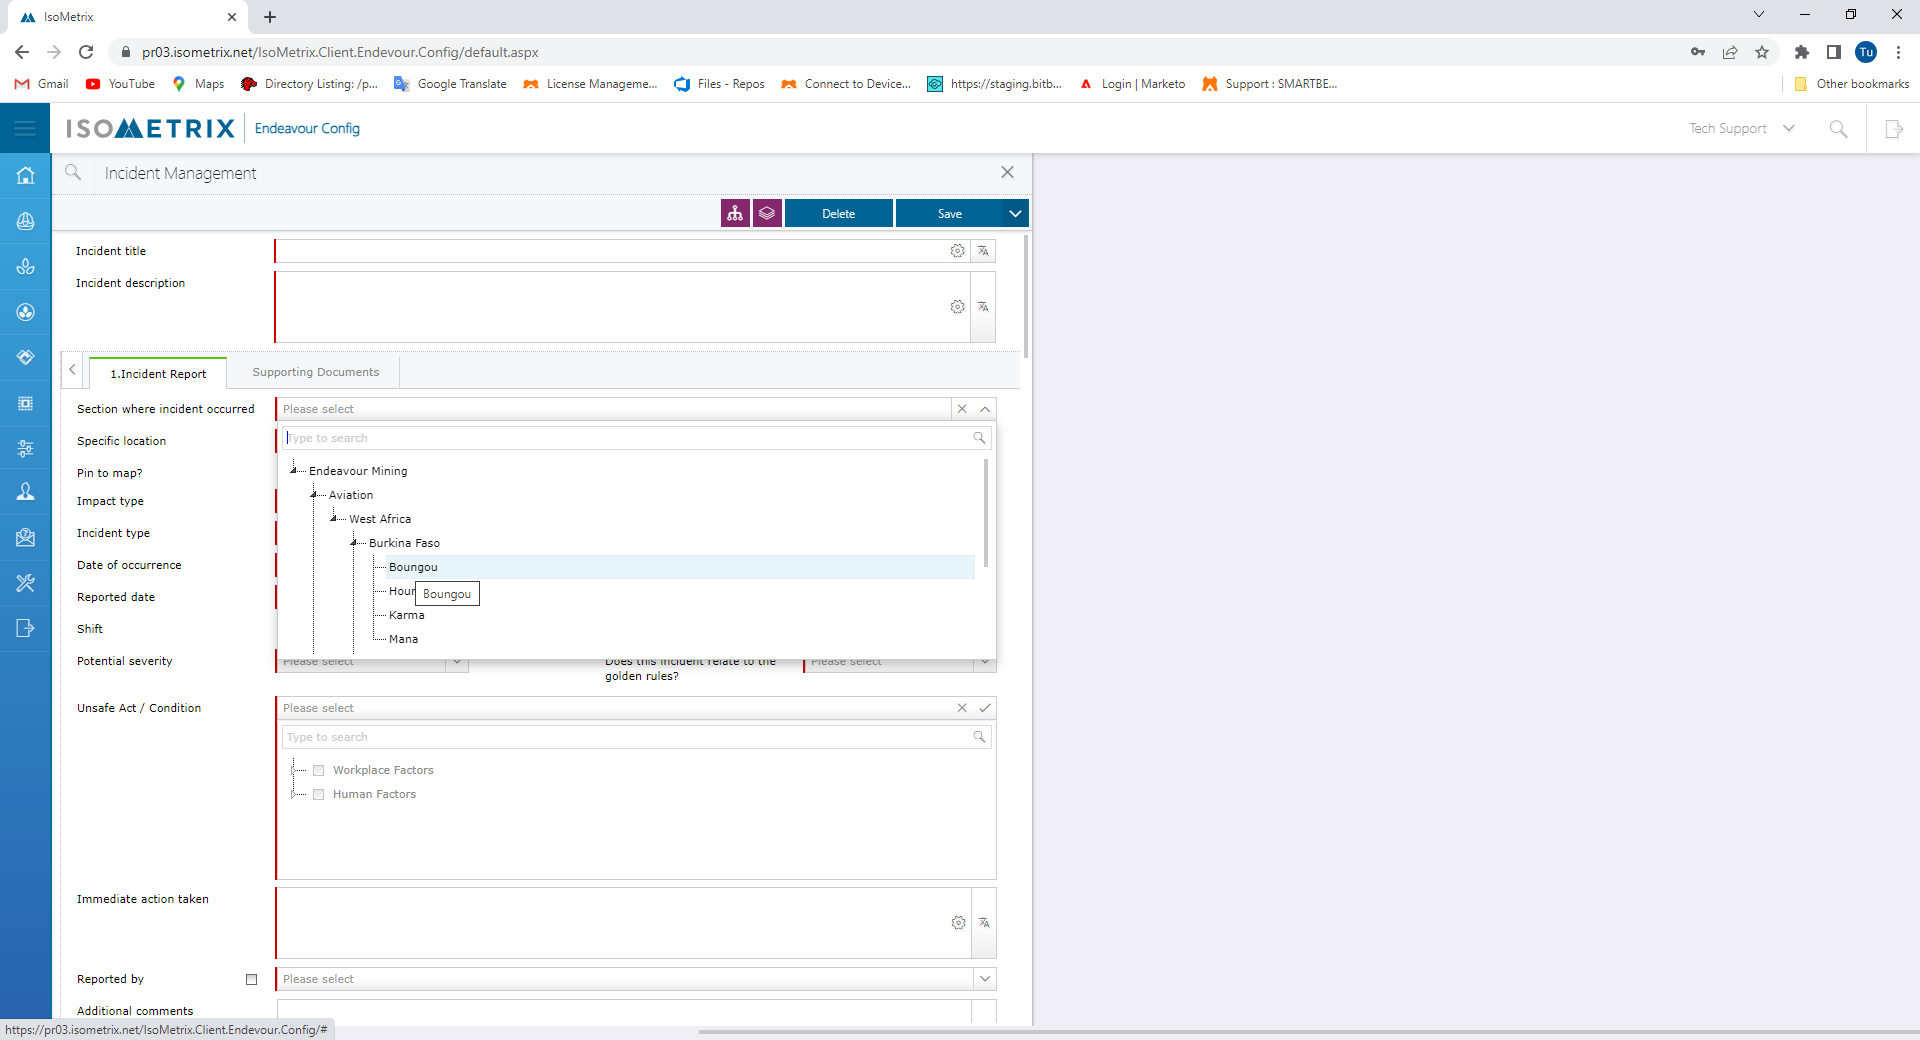 IsoMetrix
pr03.isometrix.net/IsoMetrix.Client.Endevour.Config/default.aspx
Tu
Gmail
YouTube
Maps
Directory Listing: /p...
Google Translate
License Manageme...
Files - Repos
Connect to Device...
https://staging.bitb...
Login | Marketo
Support : SMARTBE...
Other bookmarks
ISOMETRIX
Endeavour Config
Tech Support
Incident Management
Delete
Save
Incident title
Incident description
1.Incident Report
Supporting Documents
Section where incident occurred
Please select
Type to search
Specific location
Endeavour Mining
Pin to map?
Aviation
Impact type
West Africa
Incident type
Burkina Faso
Date of occurrence
Boungou
Reported date
Hour
Boungou
Karma
Shift
Mana
Potential severity
Please select
Does this incident relate to the
golden rules?
Please select
Unsafe Act / Condition
Please select
Type to search
Workplace Factors
Human Factors
Immediate action taken
Reported by
Please select
Additional comments
https://pr03.isometrix.net/IsoMetrix.Client.Endevour.Config/#